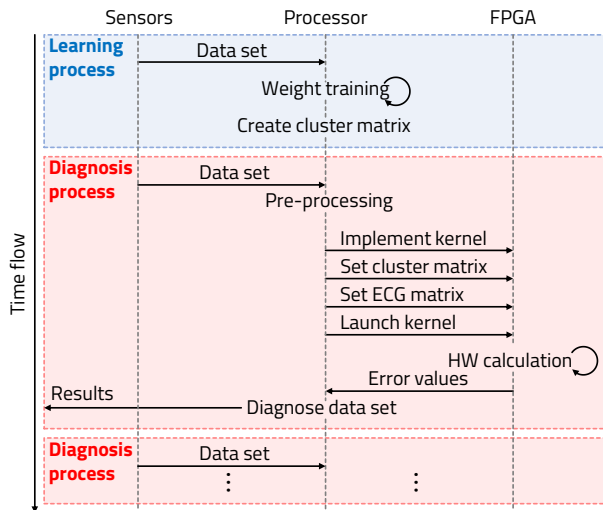 Sensors Processor FPGA
Learning process
Data set
Weight training
Create cluster matrix
Diagnosis process
Data set
Pre-processing
Implement kernel
Set cluster matrix
Set ECG matrix
Launch kernel
HW calculation
Error values
Results
Diagnose data set
Diagnosis process
Data set
Time flow